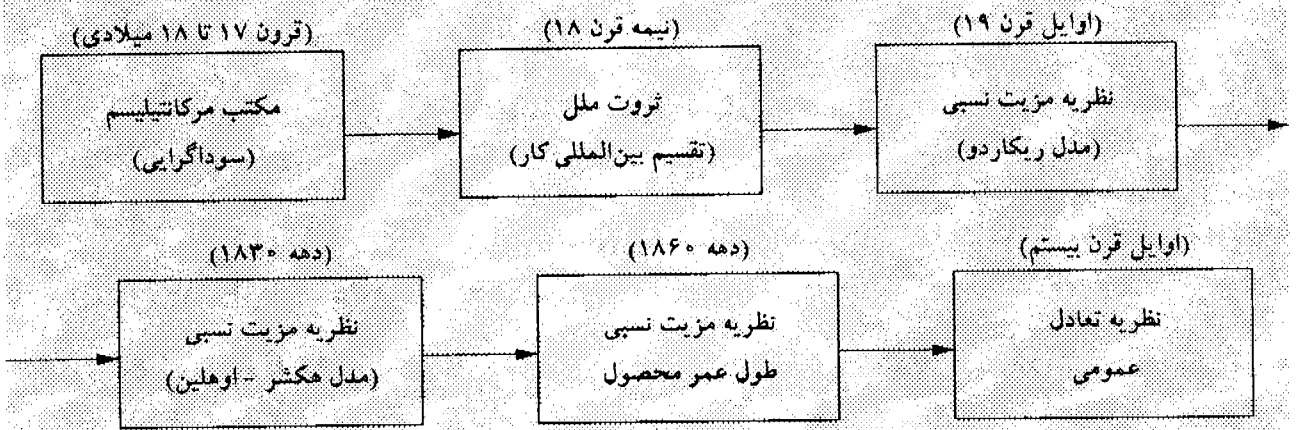 (قرون ۱۷ تا ۱۸ میلادی)
مکتب مرکانتیلیسم
(سوداگرایی)
(نیمه قرن ۱۸)
ثروت ملل
(تقسیم بین‌المللی کار)
(اوایل قرن ۱۹)
نظریه مزیت نسبی
(مدل ریکاردو)
(دهه ۱۸۳۰)
نظریه مزیت نسبی
(مدل هکشر - اوهلین)
(دهه ۱۸۶۰)
نظریه مزیت نسبی
طول عمر محصول
(اوایل قرن بیستم)
نظریه تعادل
عمومی